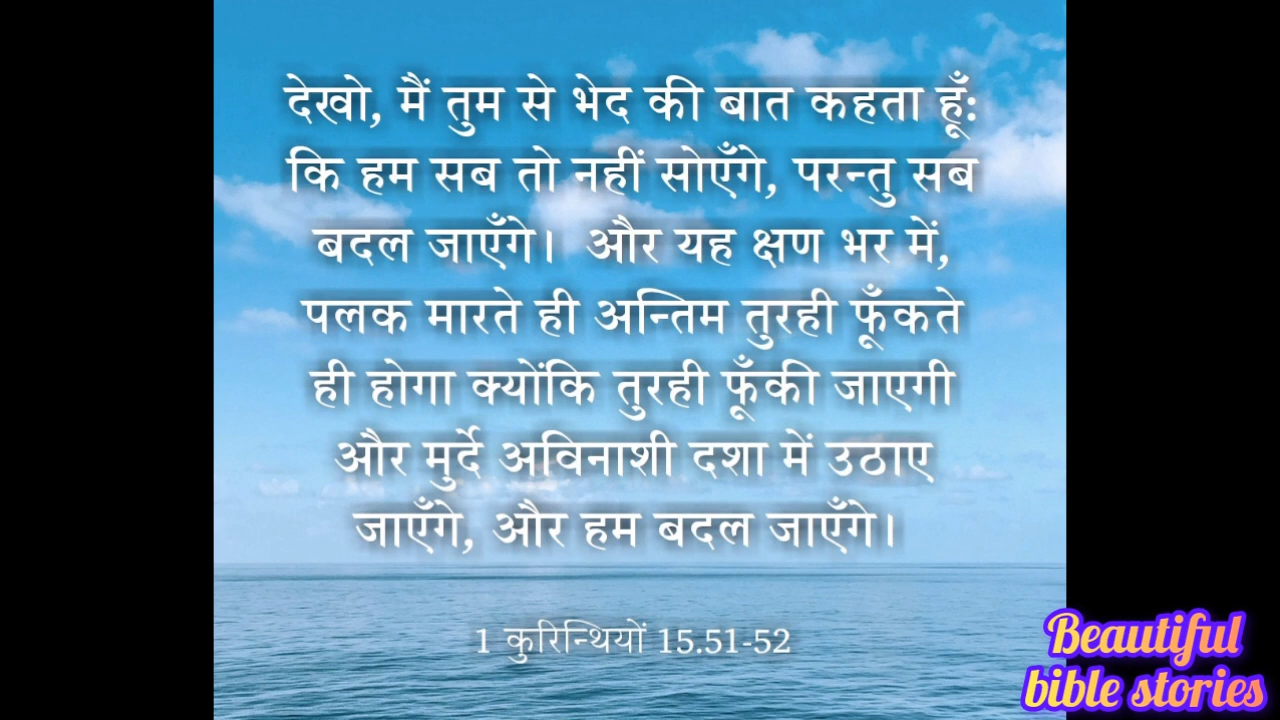 देखो, मैं तुम से भेद की बात कहता हूँ:
कि हम सब तो नहीं सोएँगे, परन्तु सब
बदल जाएँगे। और यह क्षण भर में,
पलक मारते ही अन्तिम तुरही फूँकते
ही होगा क्योंकि तुरही फूँकी जाएगी
और मुर्दे अविनाशी दशा में उठाए
जाएँगे, और हम बदल जाएँगे।
1 कुरिन्थियों 15.51-52
Beautiful
bible stories